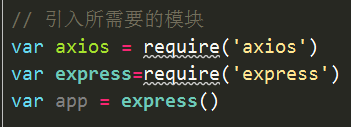 // 引入所需要的模块
var axios = require('axios')
var express=require('express')
var app = express()